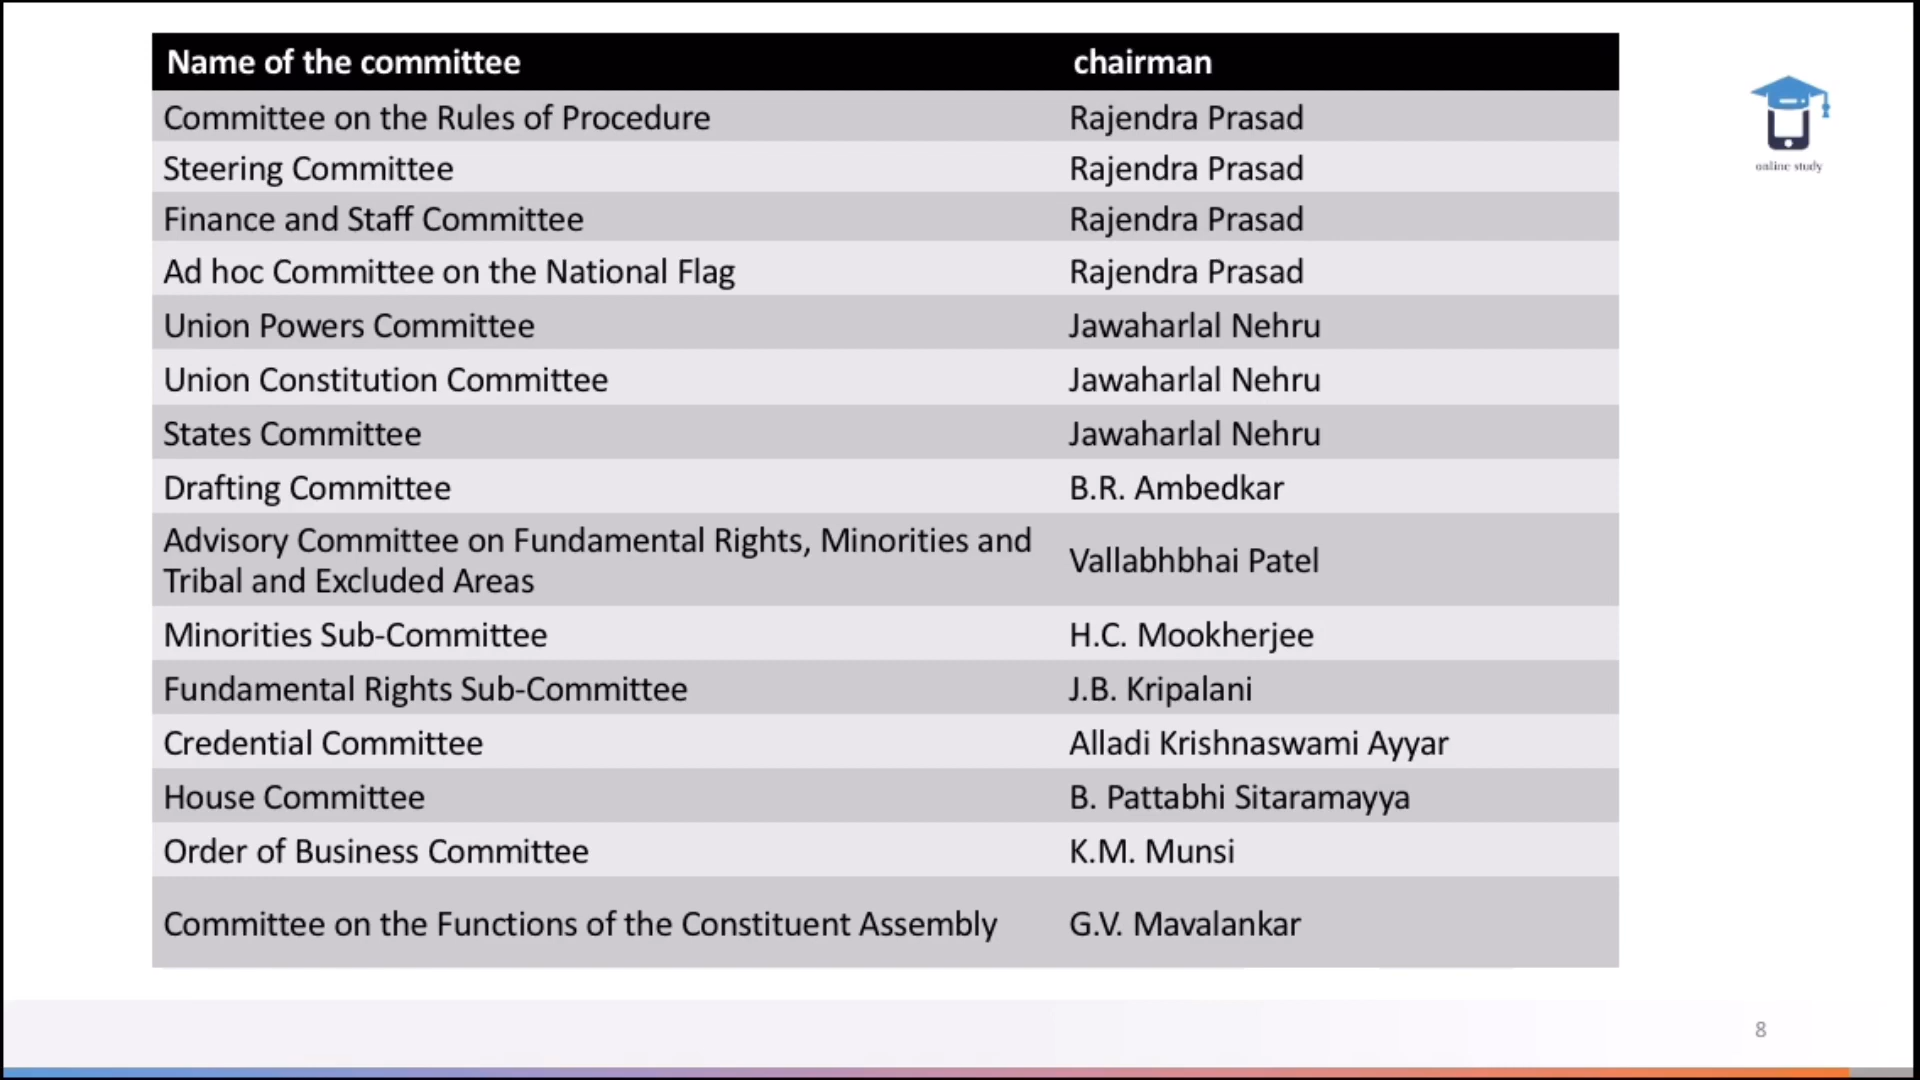 Name of the committee chairman
Committee on the Rules of Procedure Rajendra Prasad
Steering Committee Rajendra Prasad
Finance and Staff Committee Rajendra Prasad
Ad hoc Committee on the National Flag Rajendra Prasad
Union Powers Committee Jawaharlal Nehru
Union Constitution Committee Jawaharlal Nehru
States Committee Jawaharlal Nehru
Drafting Committee B.R. Ambedkar
Advisory Committee on Fundamental Rights, Minorities and
Tribal and Excluded Areas Vallabhbhai Patel
Minorities Sub-Committee H.C. Mookherjee
Fundamental Rights Sub-Committee J.B. Kripalani
Credential Committee Alladi Krishnaswami Ayyar
House Committee B. Pattabhi Sitaramayya
Order of Business Committee K.M. Munsi
Committee on the Functions of the Constituent Assembly G.V. Mavalankar
online study
8